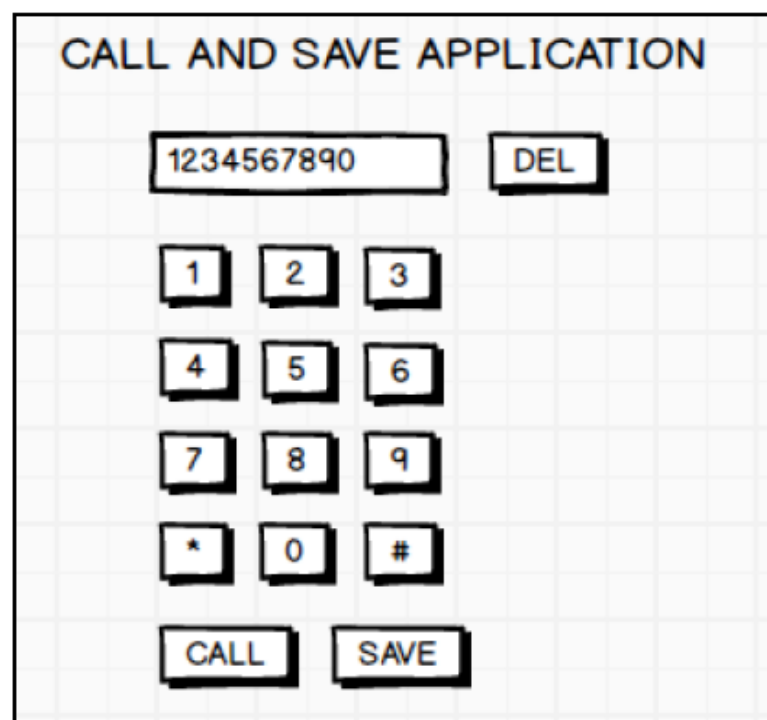 CALL AND SAVE APPLICATION
1234567890 DEL
1 2 3
4 5 6
7 8 9
* 0 #
CALL SAVE